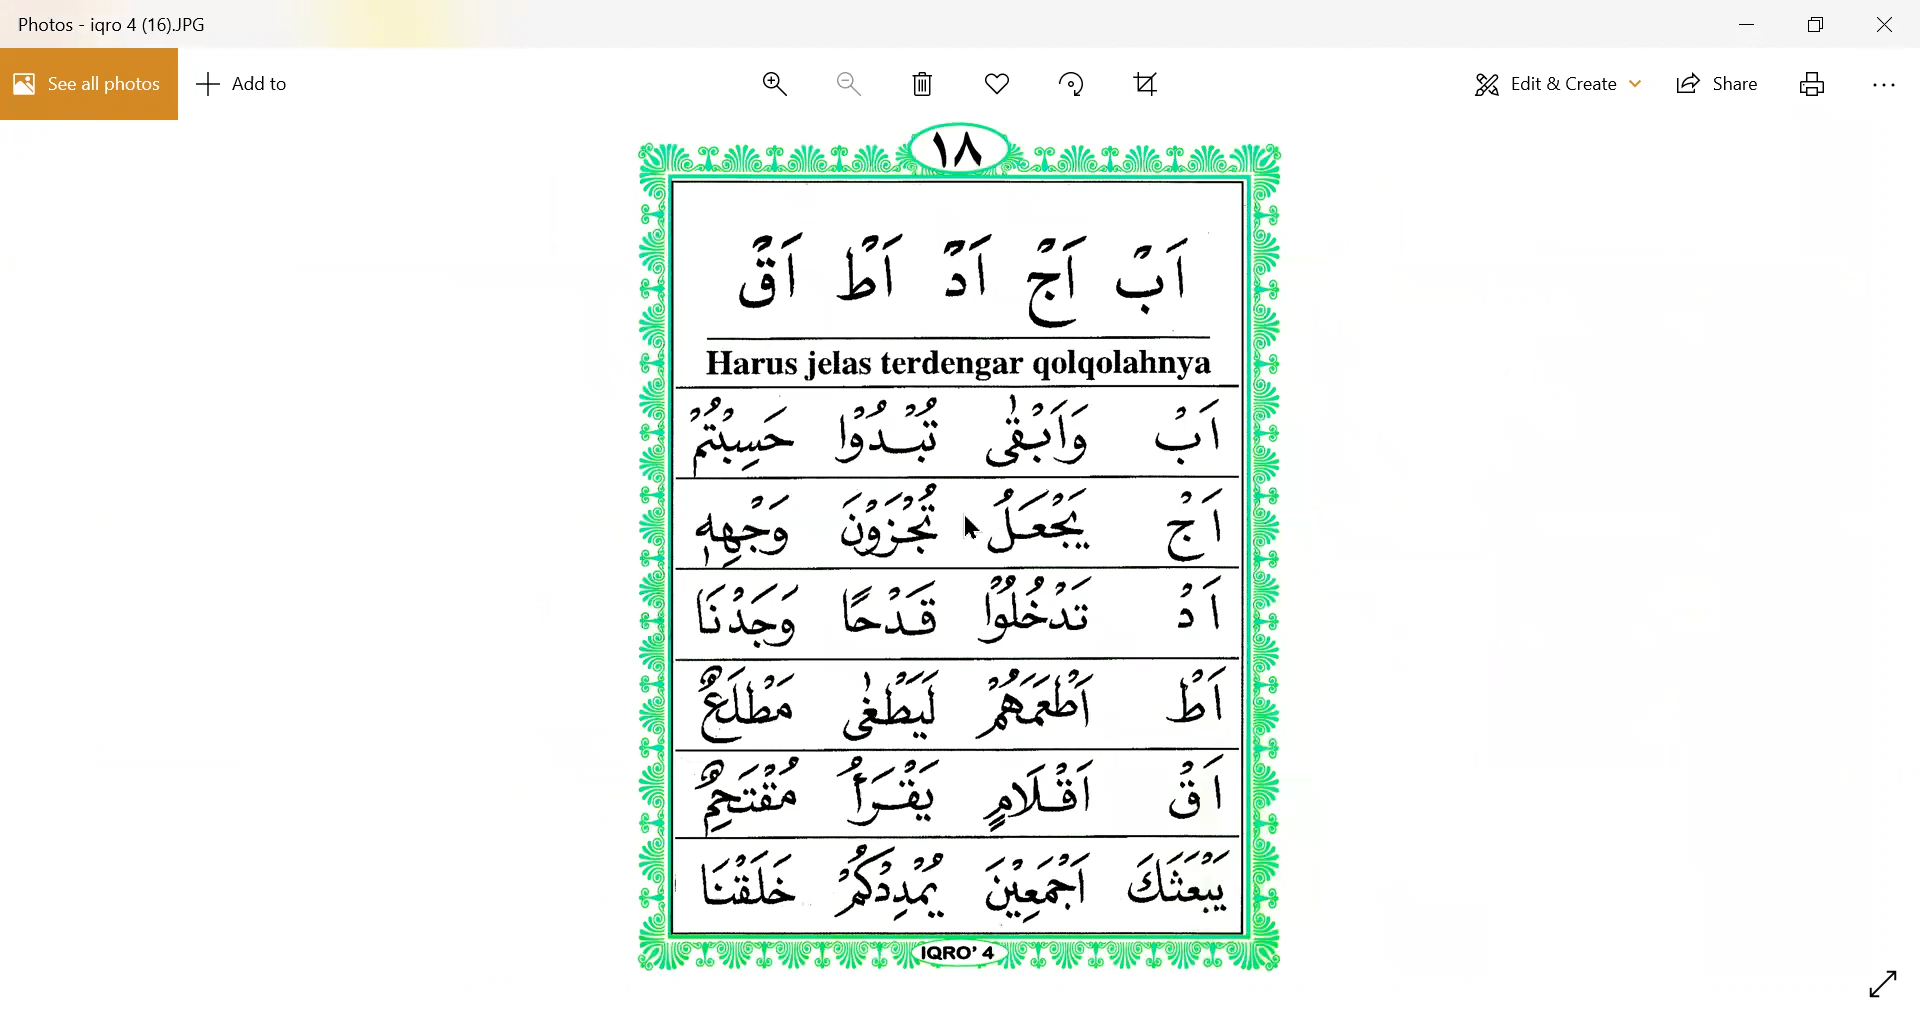 Photos - iqro 4 (16).JPG
See all photos
Add to
Edit & Create
Share
١٨
اَبْ اَجْ اَدْ اَطْ اَقْ
Harus jelas terdengar qolqolahnya
اَبْ وَاَبْقٰى تُبْدُوْا حَسِبْتُمْ
اَجْ يَجْعَلُ تُجْزَوْنَ وَجْهِهٖ
اَدْ تَدْخُلُوْا قَدْحًا وَجَدْنَا
اَطْ اَطْعَمَهُمْ لَيَطْغٰى مَطْلَعٌ
اَقْ اَقْلَامٍ يَقْرَأُ مُقْتَحِمٌ
يَبْعَثَكَ اَجْمَعِيْنَ يُمْدِدْكُمْ خَلَقْنَا
IQRO' 4